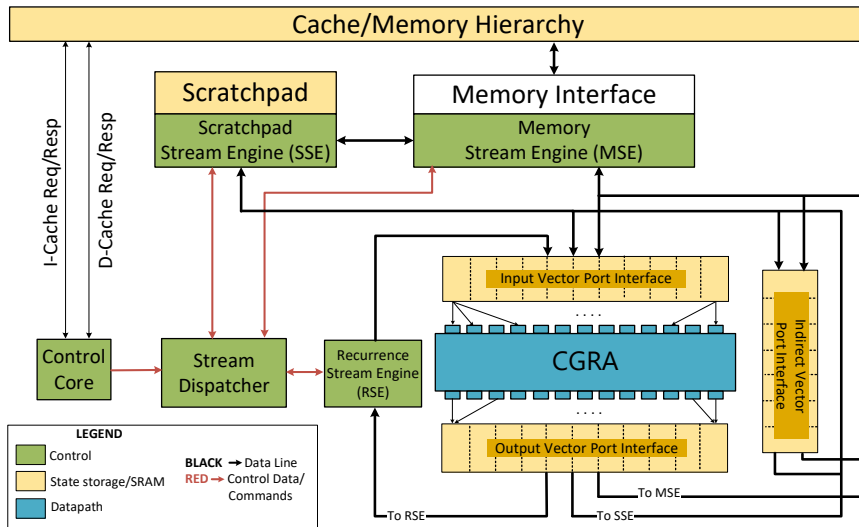 Cache/Memory Hierarchy
I-Cache Req/Resp
D-Cache Req/Resp
Scratchpad
Scratchpad
Stream Engine (SSE)
Memory Interface
Memory
Stream Engine (MSE)
Input Vector Port Interface
. . . .
Control
Core
Stream
Dispatcher
Recurrence
Stream Engine
(RSE)
CGRA
Indirect Vector
Port Interface
. . . .
Output Vector Port Interface
LEGEND
Control
State storage/SRAM
Datapath
BLACK Data Line
RED Control Data/
Commands
To MSE
To RSE
To SSE